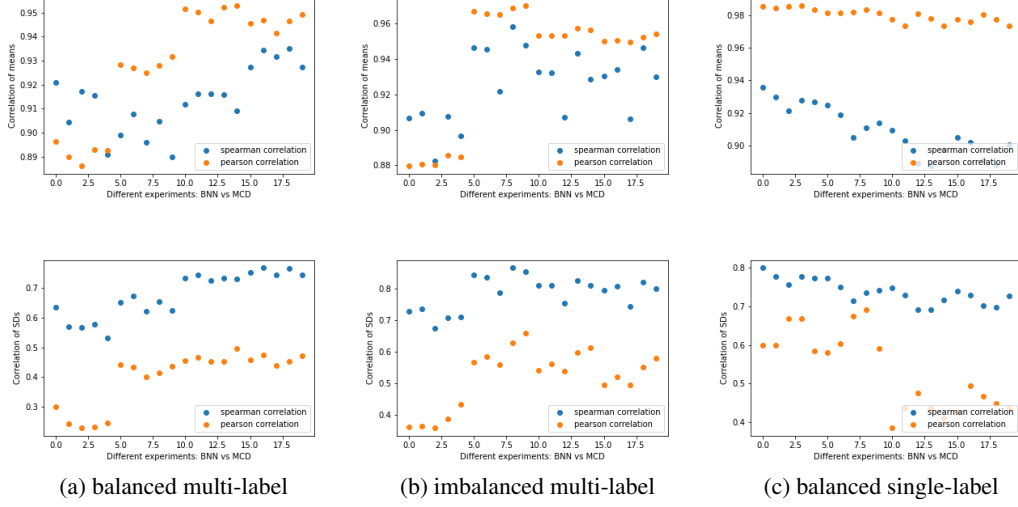 0.95
0.94
0.93
0.92
0.91
0.90
0.89
Correlation of means
spearman correlation
pearson correlation
0.0 2.5 5.0 7.5 10.0 12.5 15.0 17.5
Different experiments: BNN vs MCD
0.96
0.94
0.92
0.90
0.88
Correlation of means
spearman correlation
pearson correlation
0.0 2.5 5.0 7.5 10.0 12.5 15.0 17.5
Different experiments: BNN vs MCD
0.98
0.96
0.94
0.92
0.90
Correlation of means
spearman correlation
pearson correlation
0.0 2.5 5.0 7.5 10.0 12.5 15.0 17.5
Different experiments: BNN vs MCD
0.7
0.6
0.5
0.4
0.3
Correlation of SDs
spearman correlation
pearson correlation
0.0 2.5 5.0 7.5 10.0 12.5 15.0 17.5
Different experiments: BNN vs MCD
0.8
0.7
0.6
0.5
0.4
Correlation of SDs
spearman correlation
pearson correlation
0.0 2.5 5.0 7.5 10.0 12.5 15.0 17.5
Different experiments: BNN vs MCD
0.8
0.7
0.6
0.5
0.4
Correlation of SDs
spearman correlation
pearson correlation
0.0 2.5 5.0 7.5 10.0 12.5 15.0 17.5
Different experiments: BNN vs MCD
(a) balanced multi-label
(b) imbalanced multi-label
(c) balanced single-label